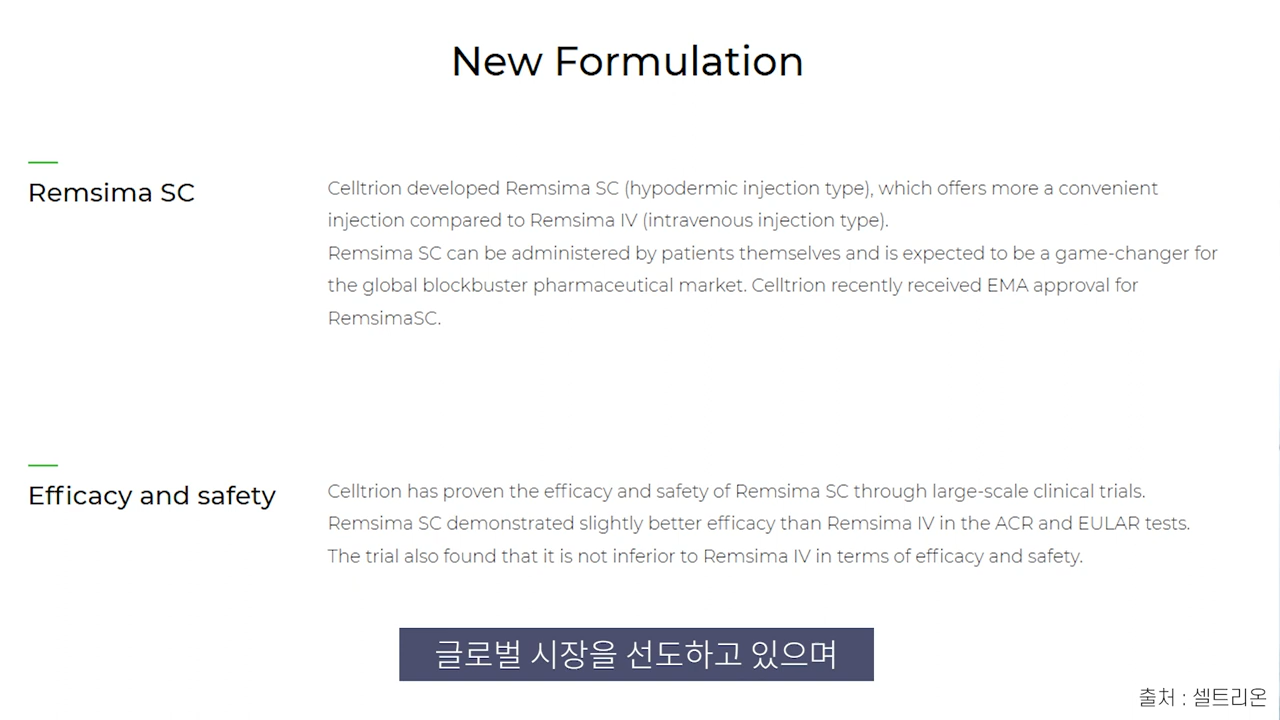 New Formulation
Remsima SC
Celltrion developed Remsima SC (hypodermic injection type), which offers more a convenient
injection compared to Remsima IV (intravenous injection type).
Remsima SC can be administered by patients themselves and is expected to be a game-changer for
the global blockbuster pharmaceutical market. Celltrion recently received EMA approval for
RemsimaSC.
Efficacy and safety
Celltrion has proven the efficacy and safety of Remsima SC through large-scale clinical trials.
Remsima SC demonstrated slightly better efficacy than Remsima IV in the ACR and EULAR tests.
The trial also found that it is not inferior to Remsima IV in terms of efficacy and safety.
글로벌 시장을 선도하고 있으며
출처 : 셀트리온